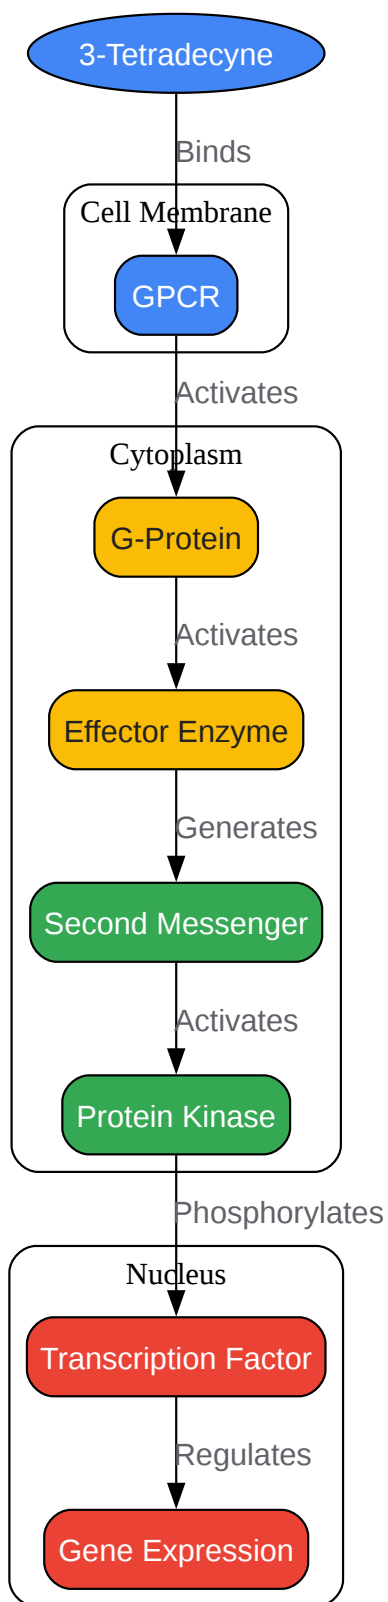 3-Tetradecyne
Binds
Cell Membrane
GPCR
Activates
Cytoplasm
G-Protein
Activates
Effector Enzyme
Generates
Second Messenger
Activates
Protein Kinase
Phosphorylates
Nucleus
Transcription Factor
Regulates
Gene Expression